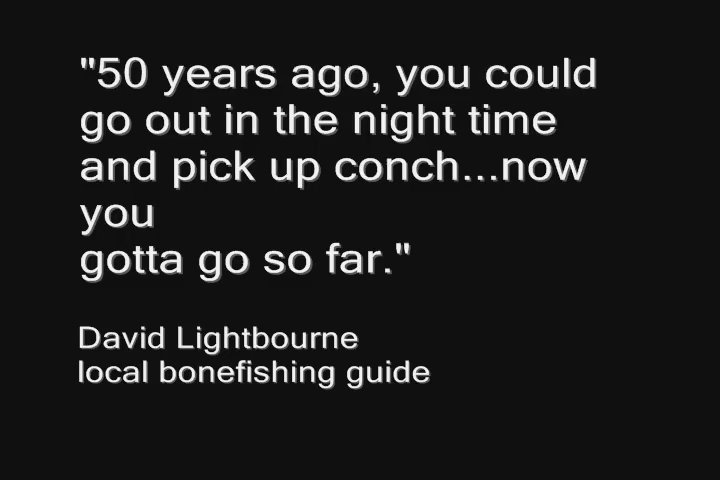 "50 years ago, you could
go out in the night time
and pick up conch...now
you
gotta go so far."
David Lightbourne
local bonefishing guide